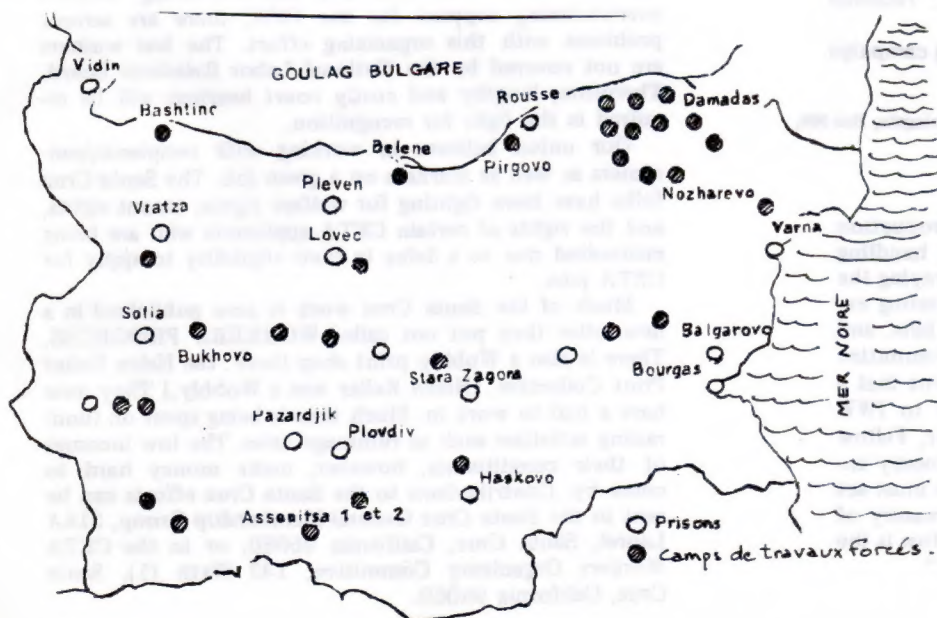 Vidin
GOULAG BULGARE
Bashtino
Rousse
Damadas
Belene
Pirgovo
Pleven
Nozharevo
Vratza
Lovec
Varna
Sofia
Bukhovo
Balgarovo
Bourgas
Stara Zagora
MER NOIRE
Pazardjik
Plovdiv
Haskovo
Assenitsa 1 et 2
Prisons
Camps de travaux forcés.